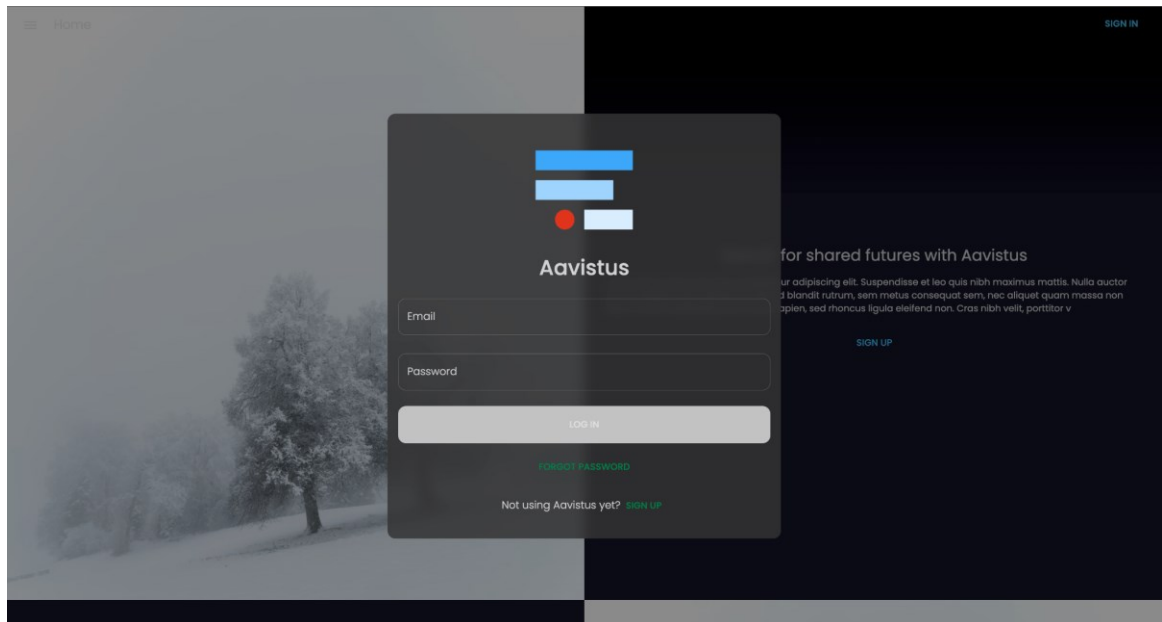 Home
SIGN IN
for shared futures with Aavistus
ur adipiscing elit. Suspendisse et leo quis nibh maximus mattis. Nulla auctor
blandit rutrum, sem metus consequat sem, nec aliquet quam massa non
apien, sed rhoncus ligula eleifend non. Cras nibh velit, porttitor v
SIGN UP
Aavistus
Email
Password
LOG IN
FORGOT PASSWORD
Not using Aavistus yet? SIGN UP